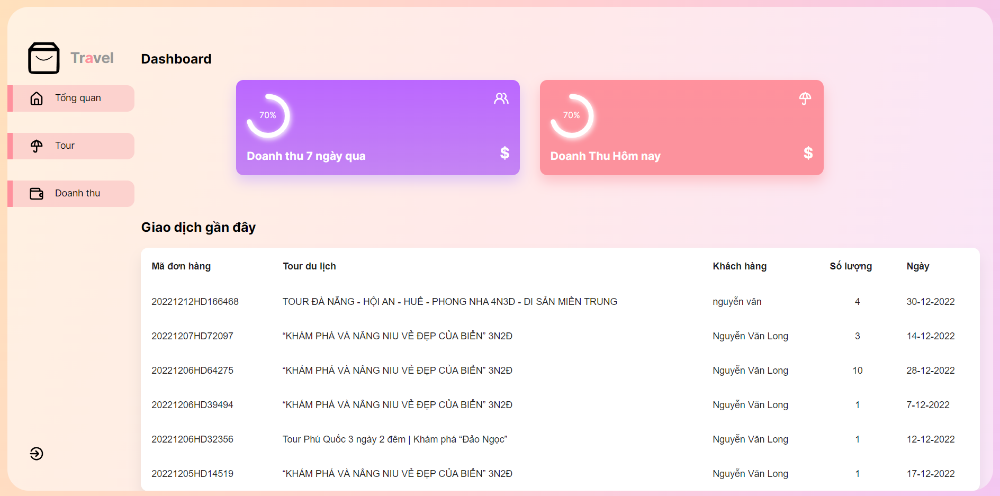 Travel
Dashboard
Tổng quan
Tour
Doanh thu
70%
Doanh thu 7 ngày qua
$
70%
Doanh Thu Hôm nay
$
Giao dịch gần đây
Mã đơn hàng Tour du lịch Khách hàng Số lượng Ngày
20221212HD166468 TOUR ĐÀ NẴNG - HỘI AN - HUẾ - PHONG NHA 4N3D - DI SẢN MIỀN TRUNG nguyễn vân 4 30-12-2022
20221207HD72097 “KHÁM PHÁ VÀ NÂNG NIU VẺ ĐẸP CỦA BIỂN” 3N2Đ Nguyễn Văn Long 3 14-12-2022
20221206HD64275 “KHÁM PHÁ VÀ NÂNG NIU VẺ ĐẸP CỦA BIỂN” 3N2Đ Nguyễn Văn Long 10 28-12-2022
20221206HD39494 “KHÁM PHÁ VÀ NÂNG NIU VẺ ĐẸP CỦA BIỂN” 3N2Đ Nguyễn Văn Long 1 7-12-2022
20221206HD32356 Tour Phú Quốc 3 ngày 2 đêm | Khám phá “Đảo Ngọc” Nguyễn Văn Long 1 12-12-2022
20221205HD14519 “KHÁM PHÁ VÀ NÂNG NIU VẺ ĐẸP CỦA BIỂN” 3N2Đ Nguyễn Văn Long 1 17-12-2022